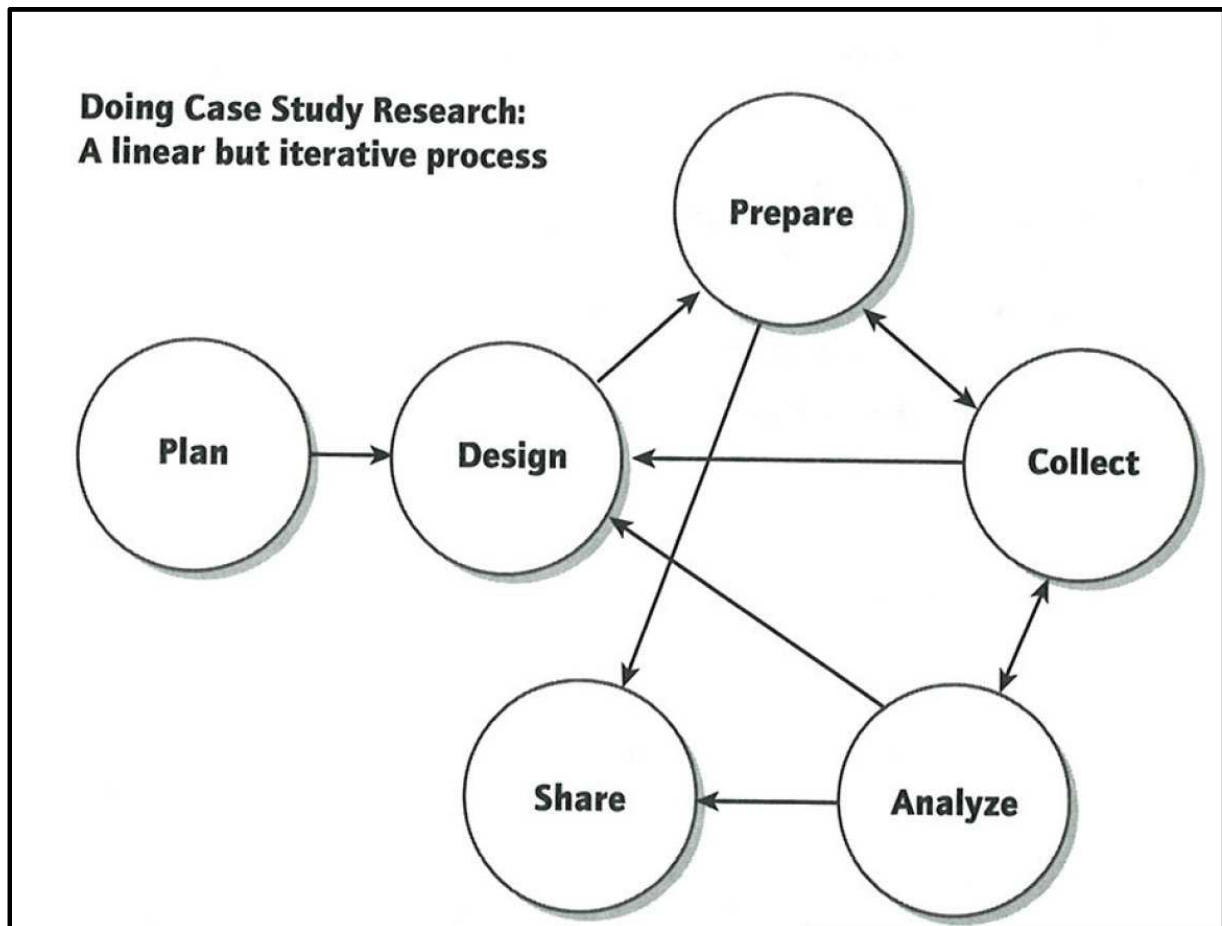 Doing Case Study Research:
A linear but iterative process
Prepare
Plan
Design
Collect
Share
Analyze